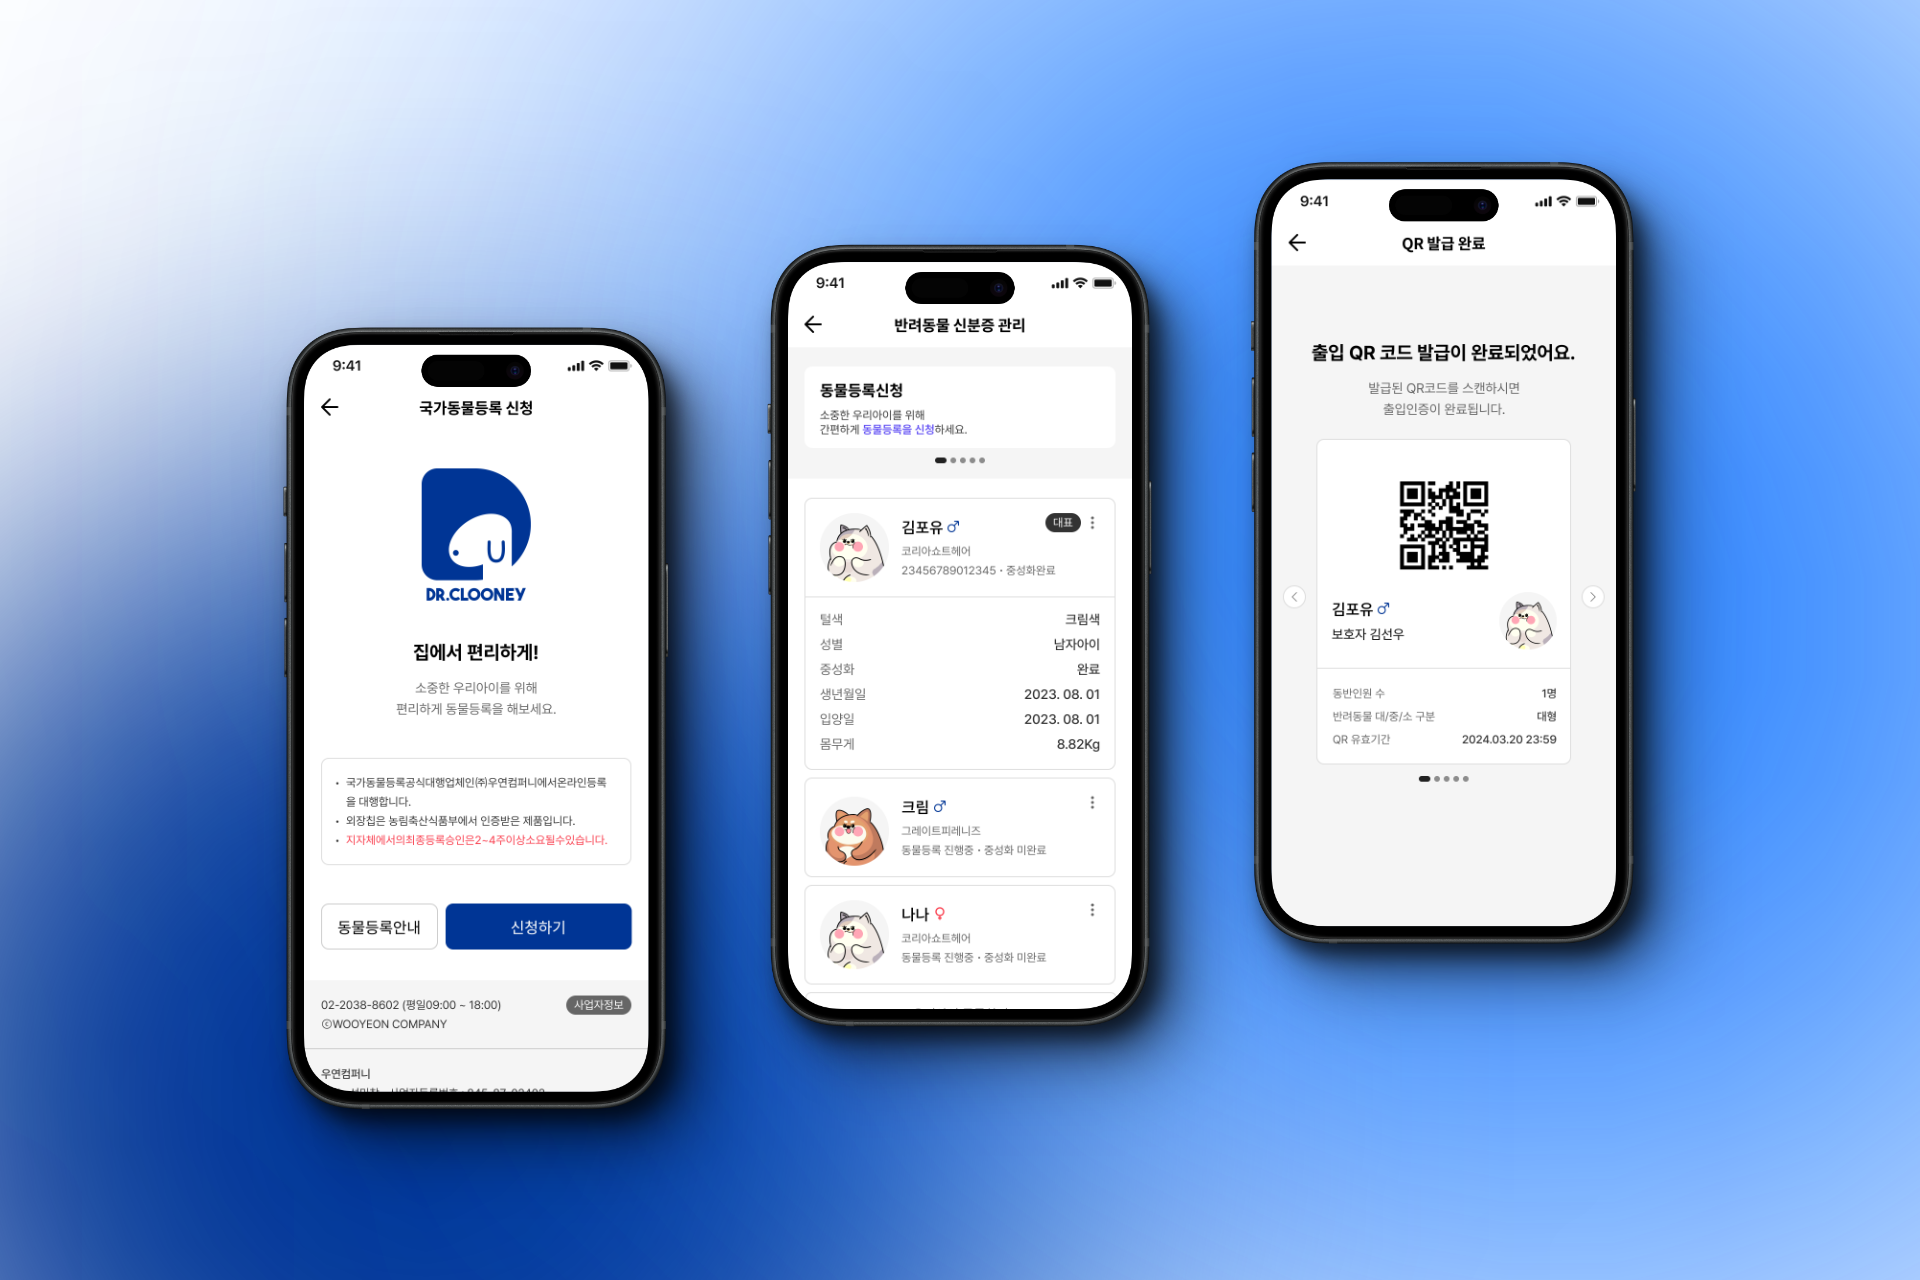 9:41
국가동물등록 신청
DR.CLOONEY
집에서 편리하게!
소중한 우리아이를 위해
편리하게 동물등록을 해보세요.
• 국가동물등록공식대행업체인㈜우연컴퍼니에서온라인등록
을 대행합니다.
• 외장칩은 농림축산식품부에서 인증받은 제품입니다.
• 지자체에서의최종등록승인은2~4주이상소요될수있습니다.
동물등록안내
신청하기
02-2038-8602 (평일09:00 ~ 18:00)
사업자정보
ⓒWOOYEON COMPANY
우연컴퍼니
9:41
반려동물 신분증 관리
동물등록신청
소중한 우리아이를 위해
간편하게 동물등록을 신청하세요.
김포유 ♂
대표
코리아쇼트헤어
23456789012345 • 중성화완료
털색 크림색
성별 남자아이
중성화 완료
생년월일 2023. 08. 01
입양일 2023. 08. 01
몸무게 8.82Kg
크림 ♂
그레이트피레니즈
동물등록 진행중 • 중성화 미완료
나나 ♀
코리아쇼트헤어
동물등록 진행중 • 중성화 미완료
9:41
QR 발급 완료
출입 QR 코드 발급이 완료되었어요.
발급된 QR코드를 스캔하시면
출입인증이 완료됩니다.
김포유 ♂
보호자 김선우
동반인원 수 1명
반려동물 대/중/소 구분 대형
QR 유효기간 2024.03.20 23:59